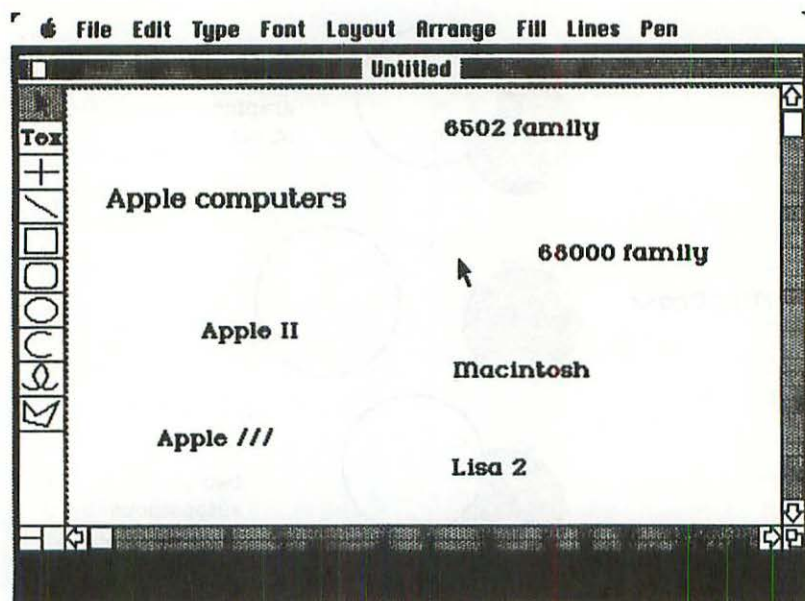 File Edit Type Font Layout Arrange Fill Lines Pen
Untitled
Tex
6502 family
Apple computers
68000 family
Apple II
Macintosh
Apple ///
Lisa 2